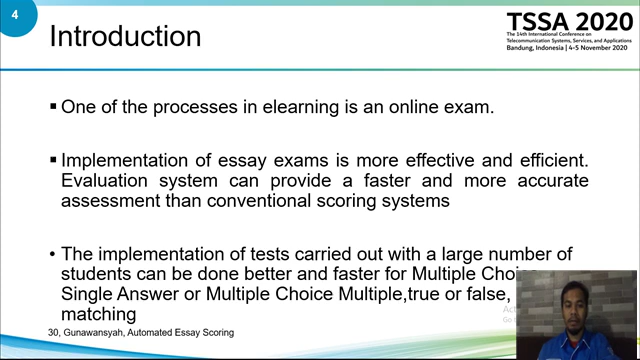 4
Introduction
TSSA 2020
The 14th International Conference on
Telecommunication Systems, Services, and Applications
Bandung, Indonesia | 4-5 November 2020
One of the processes in elearning is an online exam.
Implementation of essay exams is more effective and efficient.
Evaluation system can provide a faster and more accurate
assessment than conventional scoring systems
The implementation of tests carried out with a large number of
students can be done better and faster for Multiple Choice
Single Answer or Multiple Choice Multiple,true or false,
matching
30, Gunawansyah, Automated Essay Scoring